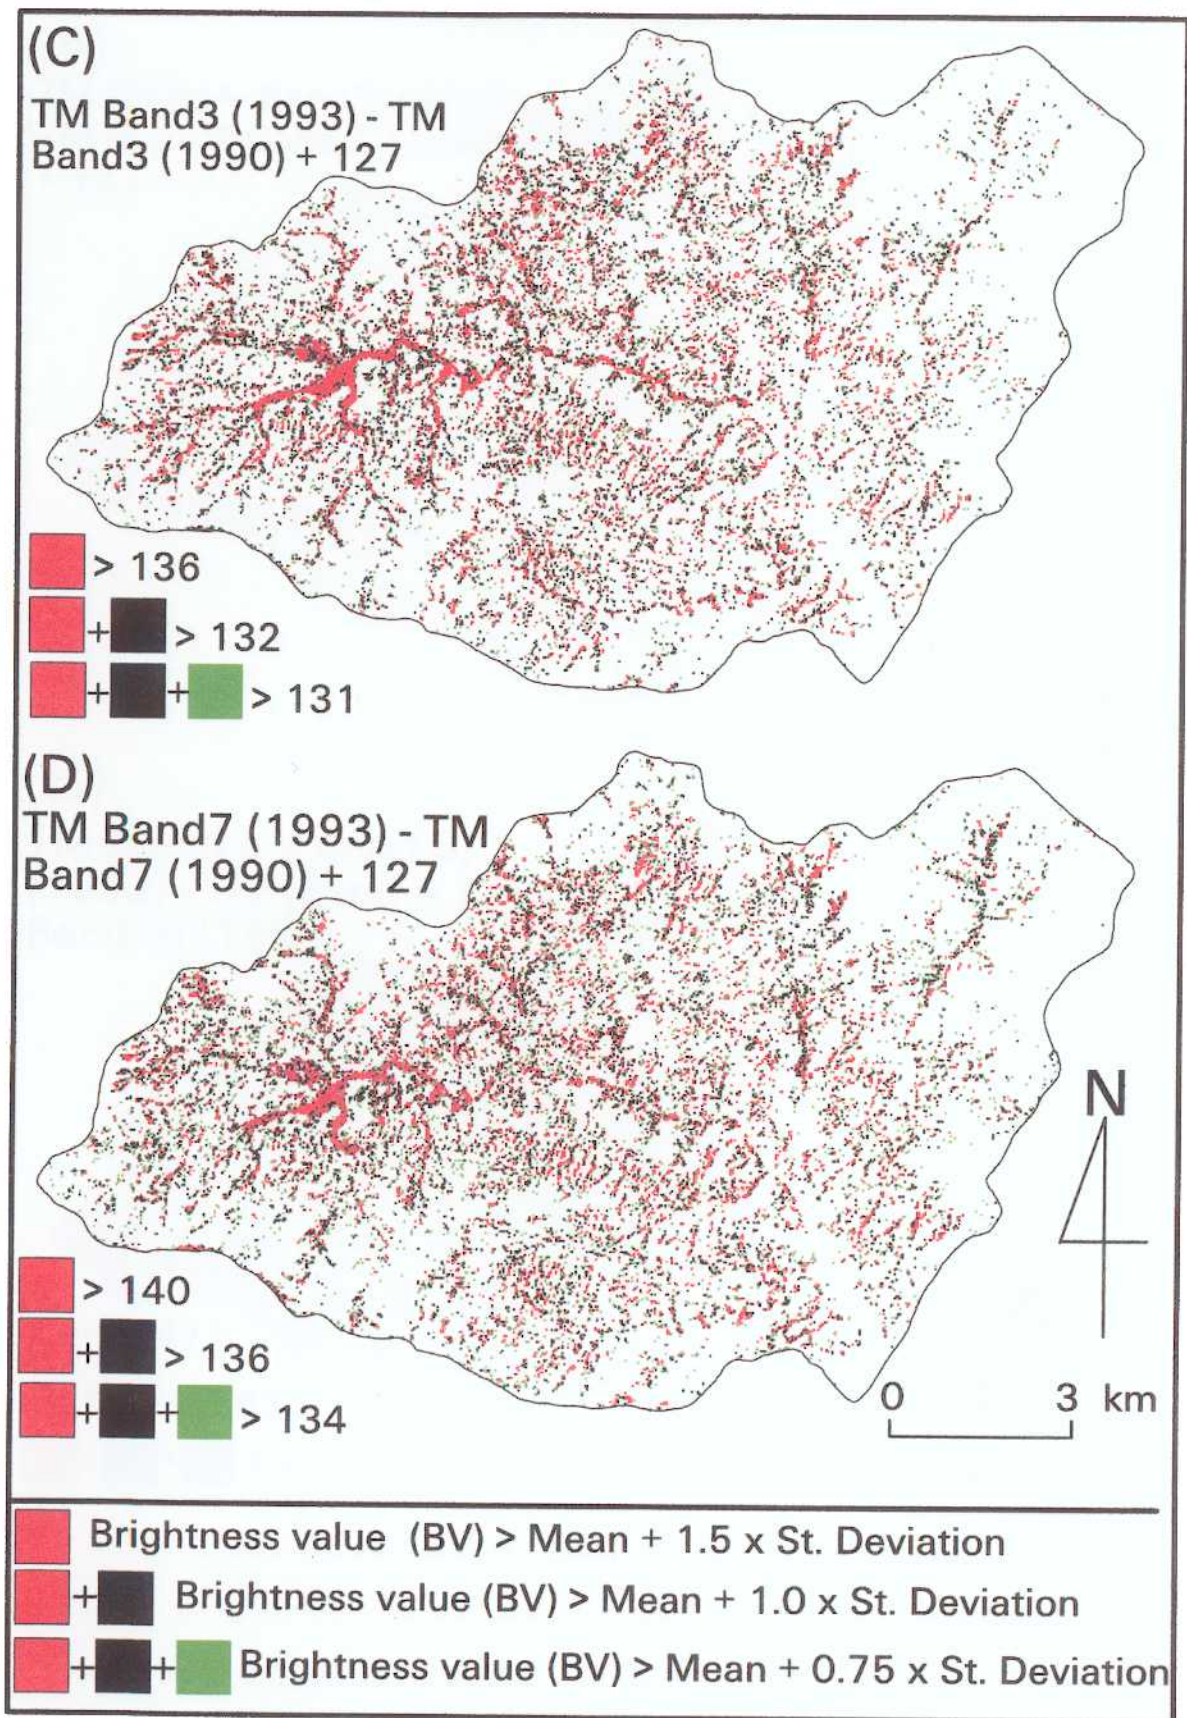 (C)
TM Band3 (1993) - TM
Band3 (1990) + 127
> 136
+ > 132
+ + > 131
(D)
TM Band7 (1993) - TM
Band7 (1990) + 127
N
> 140
+ > 136
+ + > 134
0 3 km
Brightness value (BV) > Mean + 1.5 x St. Deviation
+ Brightness value (BV) > Mean + 1.0 x St. Deviation
+ + Brightness value (BV) > Mean + 0.75 x St. Deviation